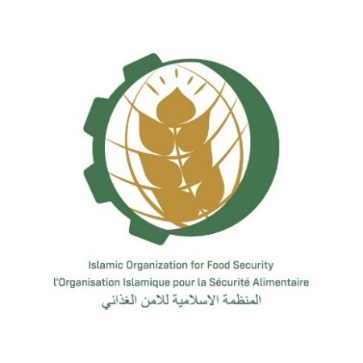 Islamic Organization for Food Security
l'Organisation Islamique pour la Sécurité Alimentaire
المنظمة الاسلامية للامن الغذائي